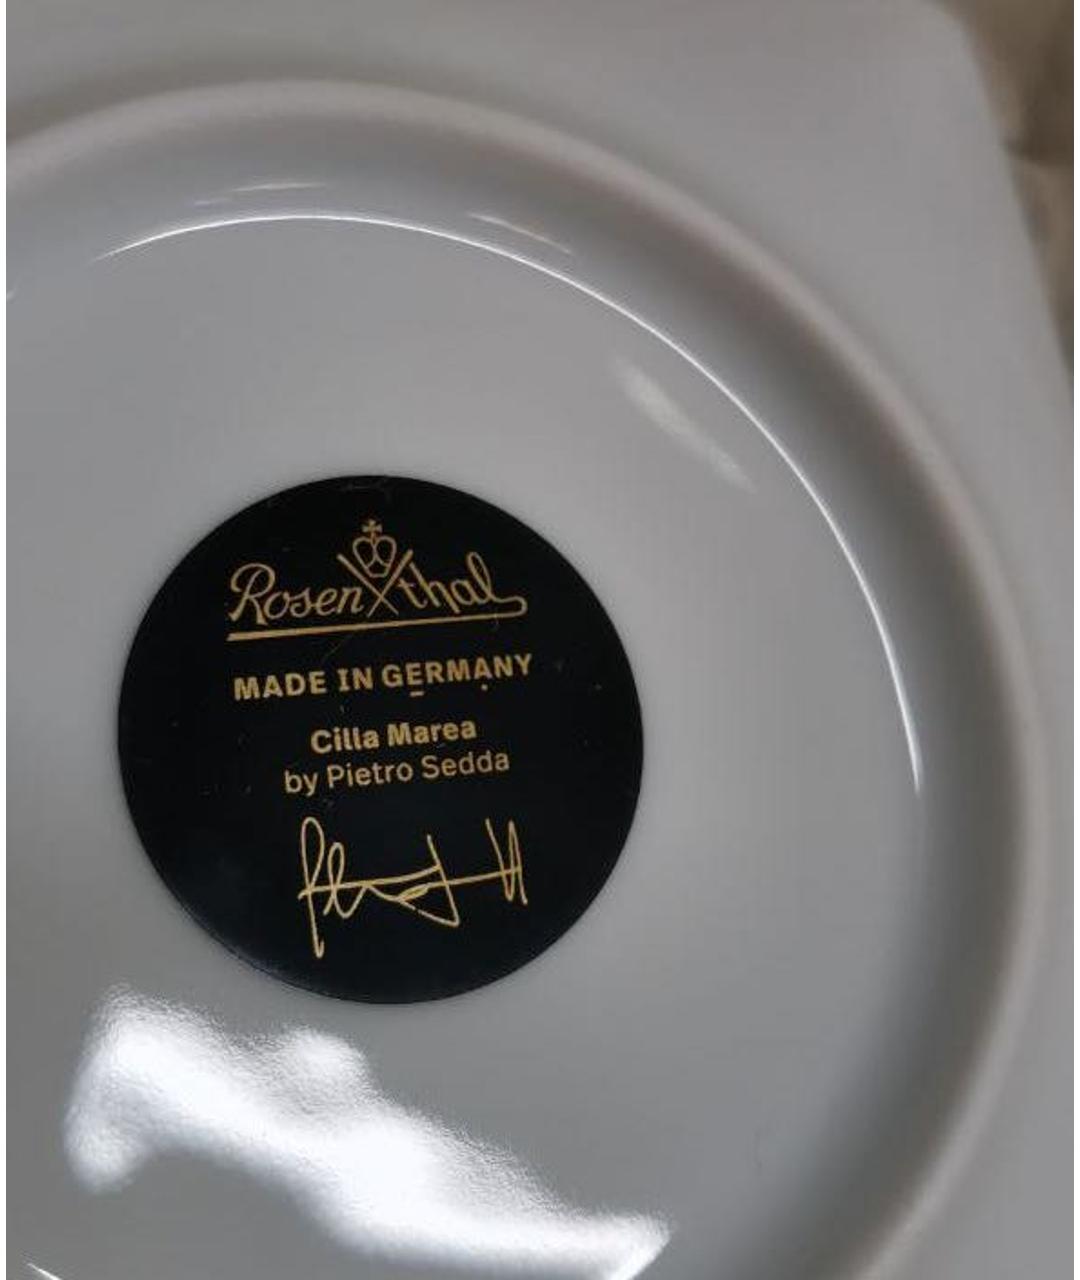 Rosenthal
MADE IN GERMANY
Cilla Marea
by Pietro Sedda